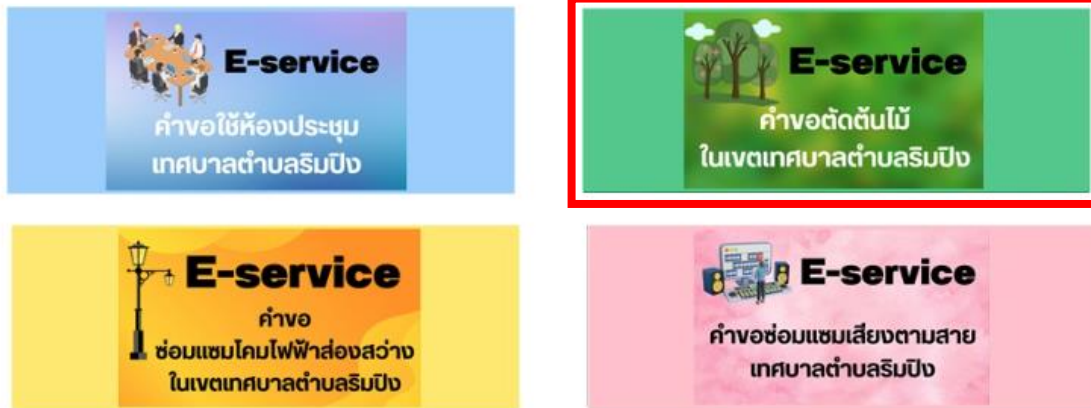 E-service
คำขอใช้ห้องประชุม
เทศบาลตำบลริมปิง
E-service
คำขอตัดต้นไม้
ในเขตเทศบาลตำบลริมปิง
E-service
คำขอ
ซ่อมแซมโคมไฟฟ้าส่องสว่าง
ในเขตเทศบาลตำบลริมปิง
E-service
คำขอซ่อมแซมเสียงตามสาย
เทศบาลตำบลริมปิง